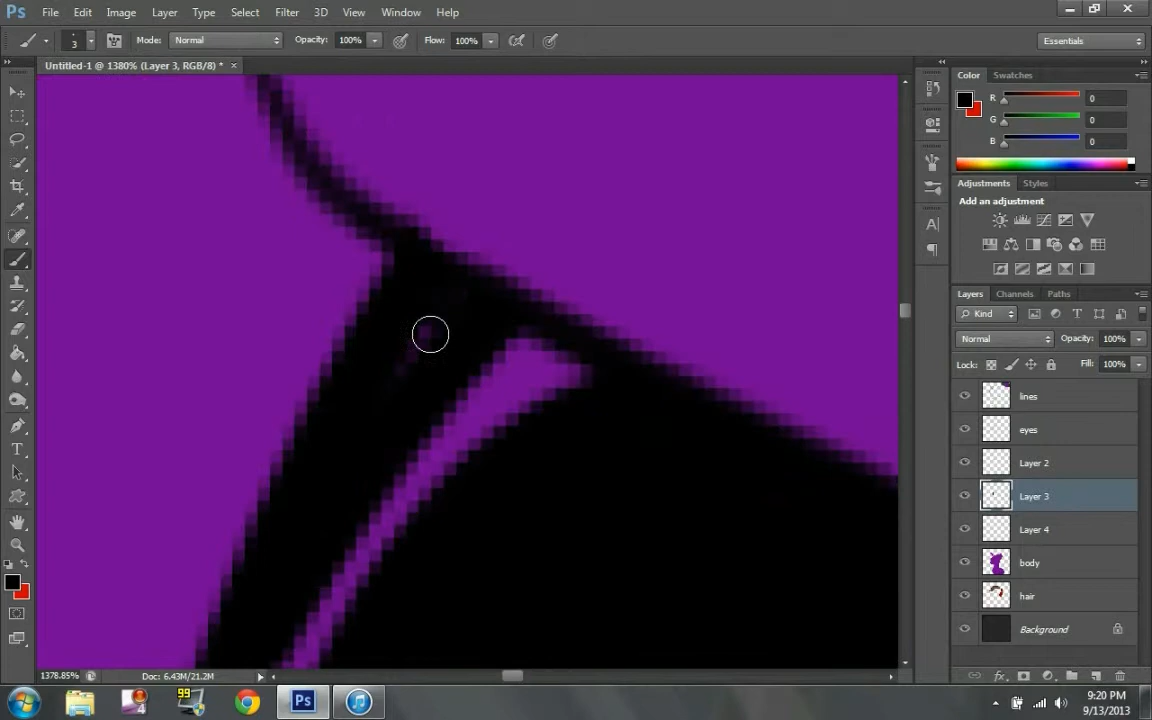 Ps File Edit Image Layer Type Select Filter 3D View Window Help
3 Mode: Normal Opacity: 100% Flow: 100% Essentials
Untitled-1 @ 1380% (Layer 3, RGB/8) * ×
Color Swatches
R 0
G 0
B 0
Adjustments Styles
Add an adjustment
Layers Channels Paths
Kind
Normal Opacity: 100%
Lock: Fill: 100%
lines
eyes
Layer 2
Layer 3
Layer 4
body
hair
Background
1378.85% Doc: 6.43M/21.2M
99 4 Ps 9:20 PM
9/13/2013